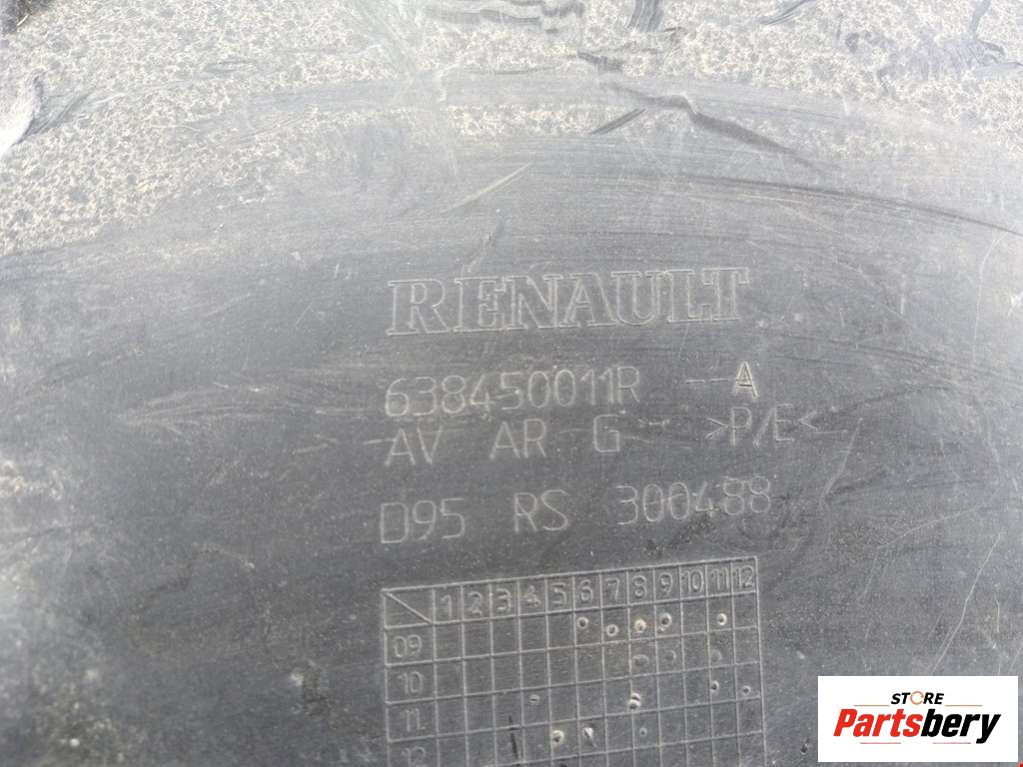 RENAULT
638450011R --A
AV AR G >P/E<
D95 RS 300488
1 2 3 4 5 6 7 8 9 10 11 12
09
10
11
12
STORE
Partsbery